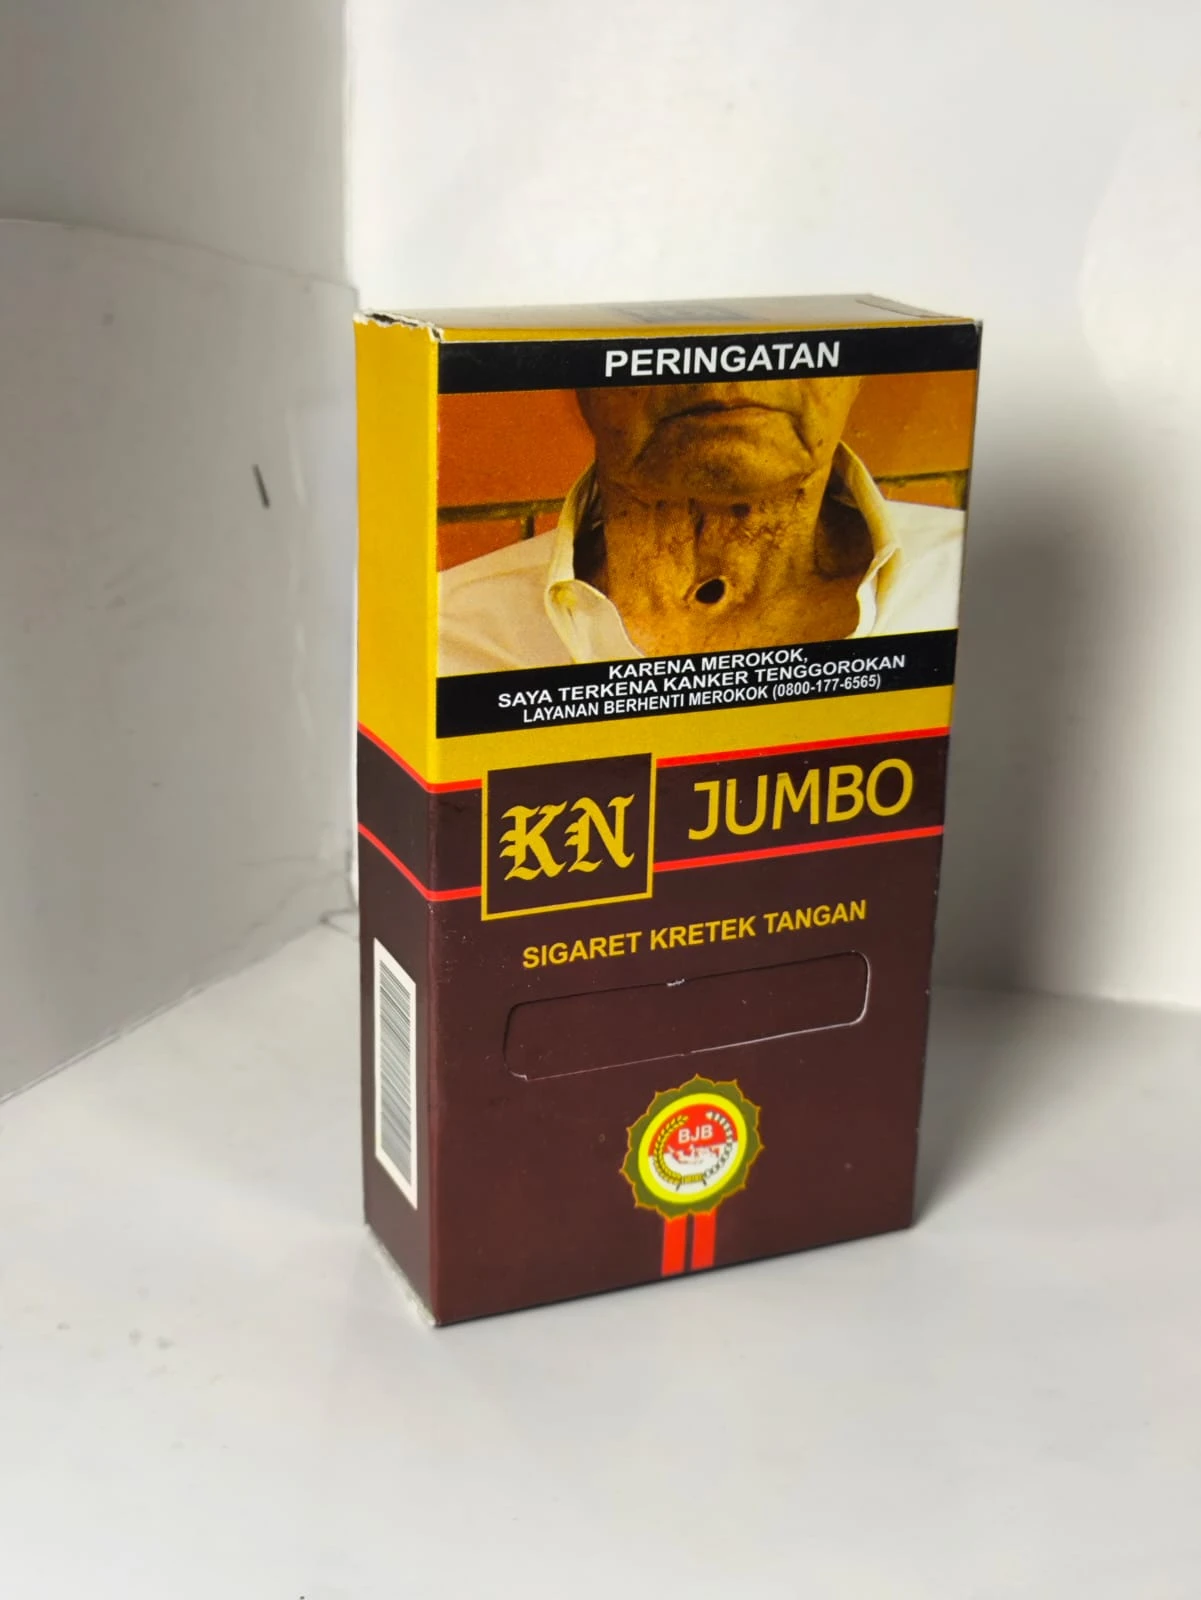 PERINGATAN
KARENA MEROKOK,
SAYA TERKENA KANKER TENGGOROKAN
LAYANAN BERHENTI MEROKOK (0800-177-6565)
KN JUMBO
SIGARET KRETEK TANGAN
BJB